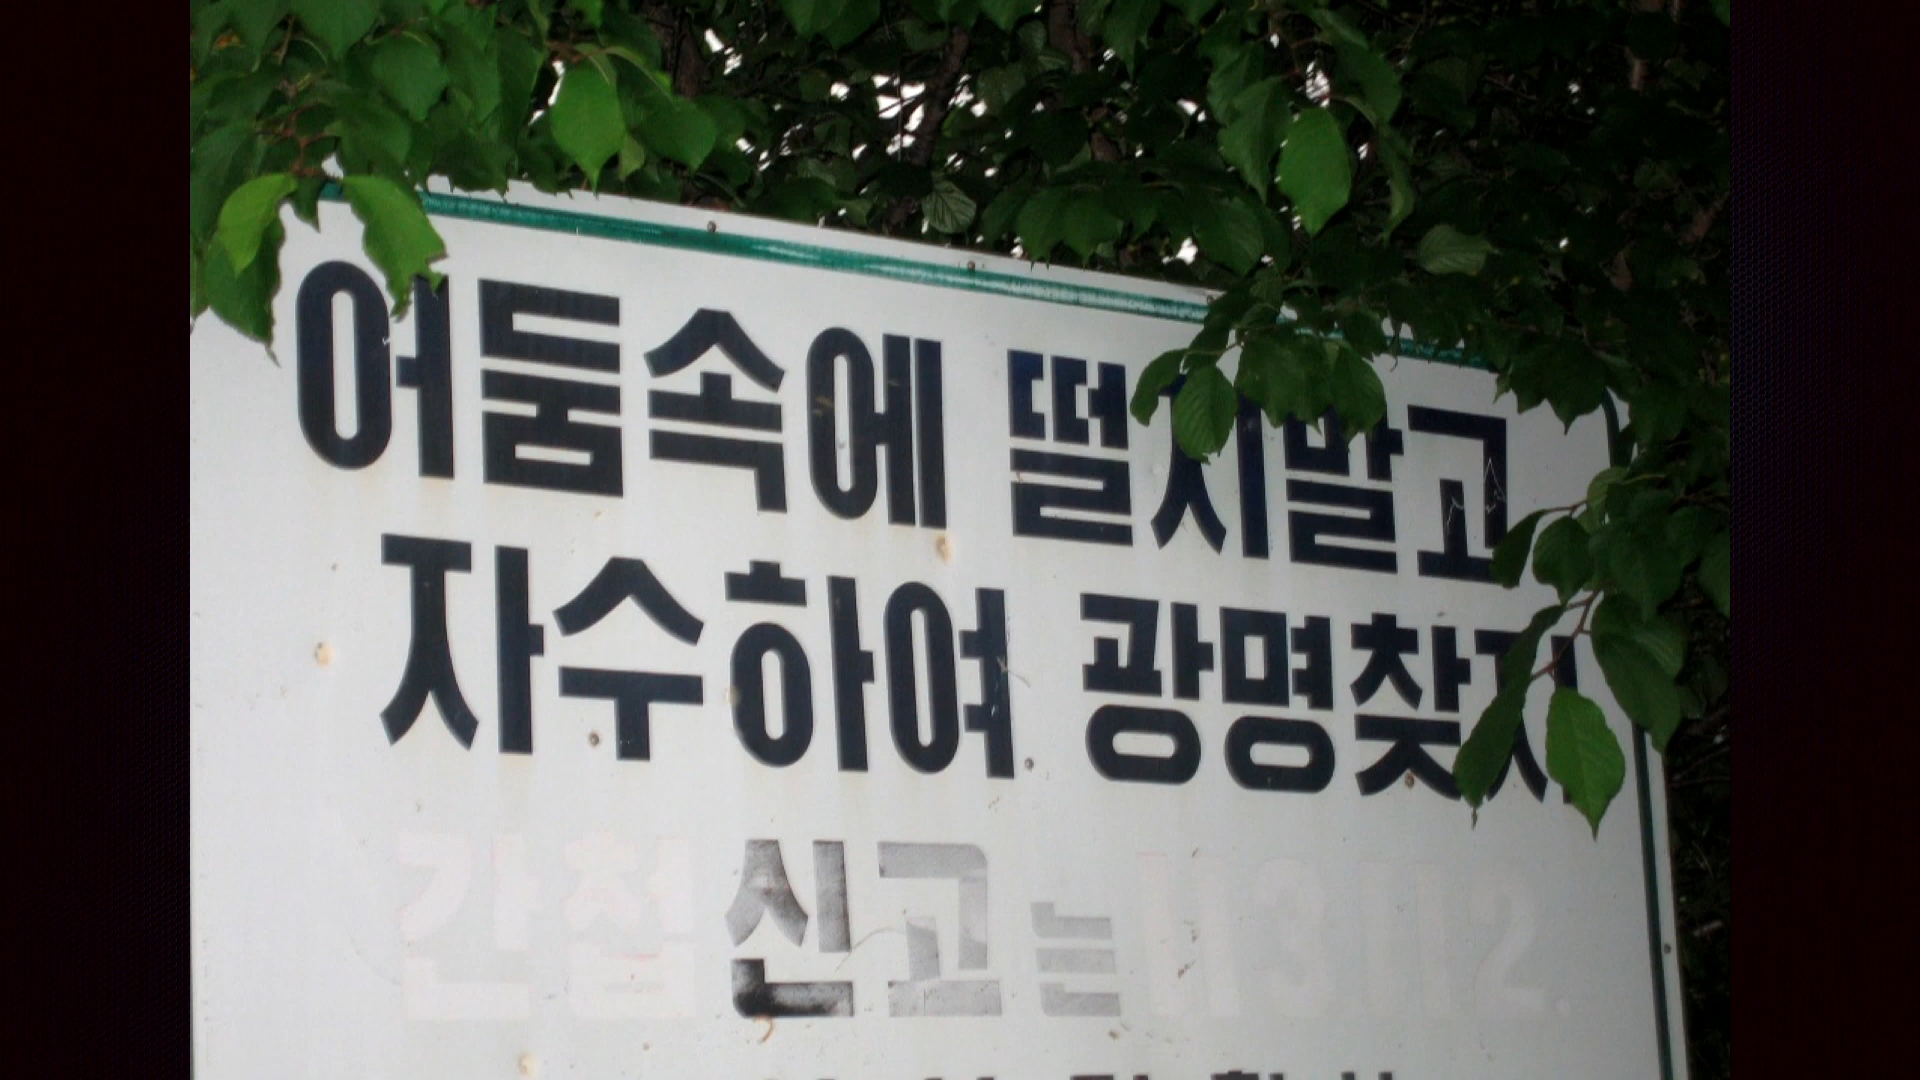 어둠속에 떨지말고
자수하여 광명찾자
간첩신고는 113.112.